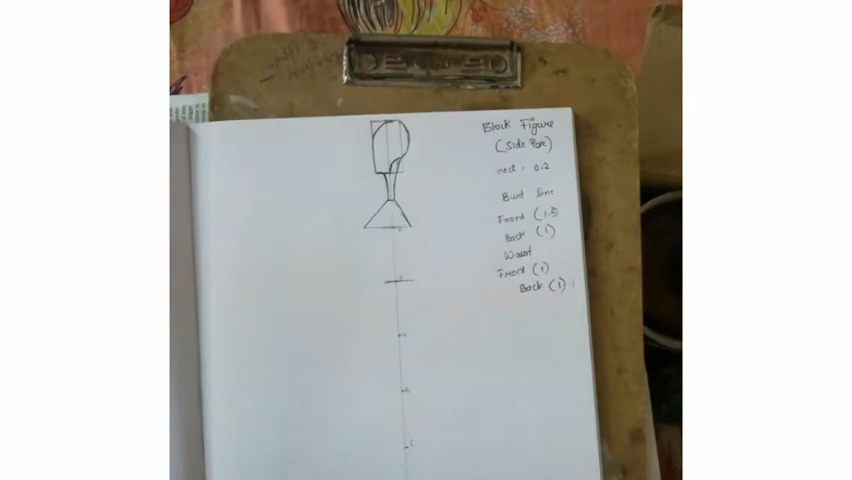 Block Figure
(Side Pose)
neck = 0.2
Bust line
Front (1.5)
Back (1)
Waist
Front (1)
Back (1)